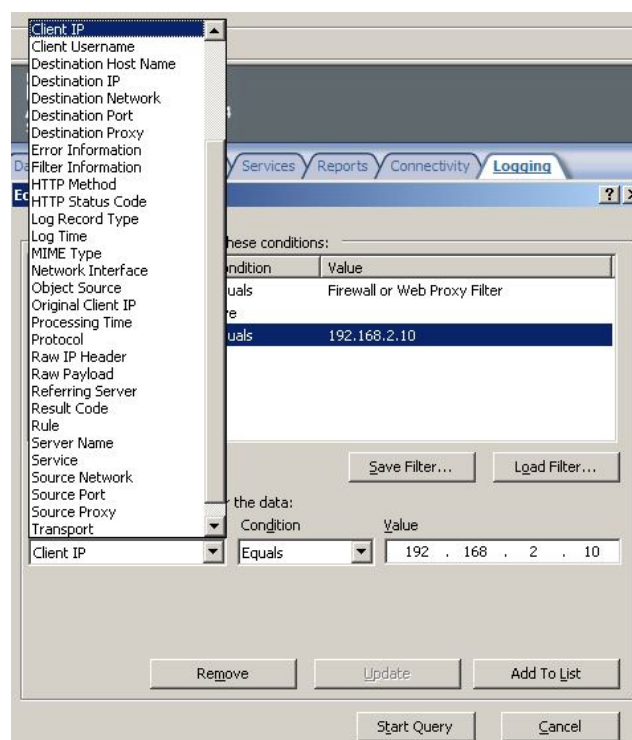 Client IP
Client Username
Destination Host Name
Destination IP
Destination Network
Destination Port
Destination Proxy
Error Information
Filter Information
HTTP Method
HTTP Status Code
Log Record Type
Log Time
MIME Type
Network Interface
Object Source
Original Client IP
Processing Time
Protocol
Raw IP Header
Raw Payload
Referring Server
Result Code
Rule
Server Name
Service
Source Network
Source Port
Source Proxy
Transport
Services Reports Connectivity Logging
hese conditions:
ndition Value
uals Firewall or Web Proxy Filter
uals 192.168.2.10
Save Filter... Load Filter...
the data:
Condition Value
Client IP Equals 192 . 168 . 2 . 10
Remove Update Add To List
Start Query Cancel